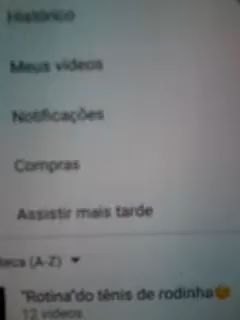 Histórico
Meus vídeos
Notificações
Compras
Assistir mais tarde
(A-Z)
"Rotina"do tênis de rodinha😉
12 vídeos